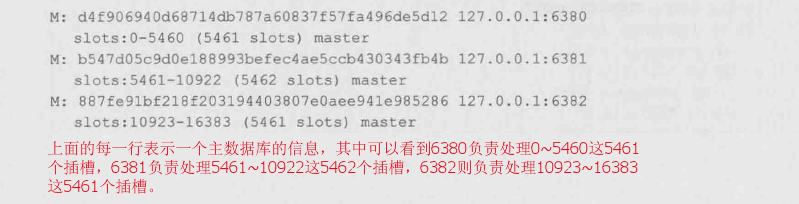 M: d4f906940d68714db787a60837f57fa496de5d12 127.0.0.1:6380
slots:0-5460 (5461 slots) master
M: b547d05c9d0e188993befec4ae5ccb430343fb4b 127.0.0.1:6381
slots:5461-10922 (5462 slots) master
M: 887fe91bf218f203194403807e0aee941e985286 127.0.0.1:6382
slots:10923-16383 (5461 slots) master
上面的每一行表示一个主数据库的信息，其中可以看到6380负责处理0~5460这5461
个插槽，6381负责处理5461~10922这5462个插槽，6382则负责处理10923~16383
这5461个插槽。